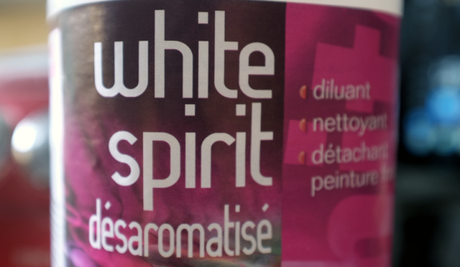 white
spirit
désaromatisé
diluant
nettoyant
détachant
peinture